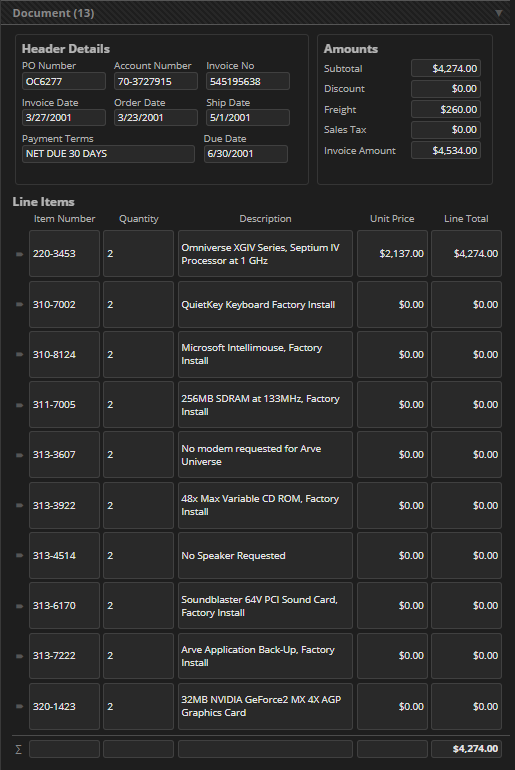 Document (13)
Header Details
PO Number Account Number Invoice No
OC6277 70-3727915 545195638
Invoice Date Order Date Ship Date
3/27/2001 3/23/2001 5/1/2001
Payment Terms Due Date
NET DUE 30 DAYS 6/30/2001
Amounts
Subtotal $4,274.00
Discount $0.00
Freight $260.00
Sales Tax $0.00
Invoice Amount $4,534.00
Line Items
Item Number Quantity Description Unit Price Line Total
220-3453 2 Omniverse XGIV Series, Septium IV $2,137.00 $4,274.00
Processor at 1 GHz
310-7002 2 QuietKey Keyboard Factory Install $0.00 $0.00
310-8124 2 Microsoft Intellimouse, Factory $0.00 $0.00
Install
311-7005 2 256MB SDRAM at 133MHz, Factory $0.00 $0.00
Install
313-3607 2 No modem requested for Arve $0.00 $0.00
Universe
313-3922 2 48x Max Variable CD ROM, Factory $0.00 $0.00
Install
313-4514 2 No Speaker Requested $0.00 $0.00
313-6170 2 Soundblaster 64V PCI Sound Card, $0.00 $0.00
Factory Install
313-7222 2 Arve Application Back-Up, Factory $0.00 $0.00
Install
320-1423 2 32MB NVIDIA GeForce2 MX 4X AGP $0.00 $0.00
Graphics Card
Σ $4,274.00